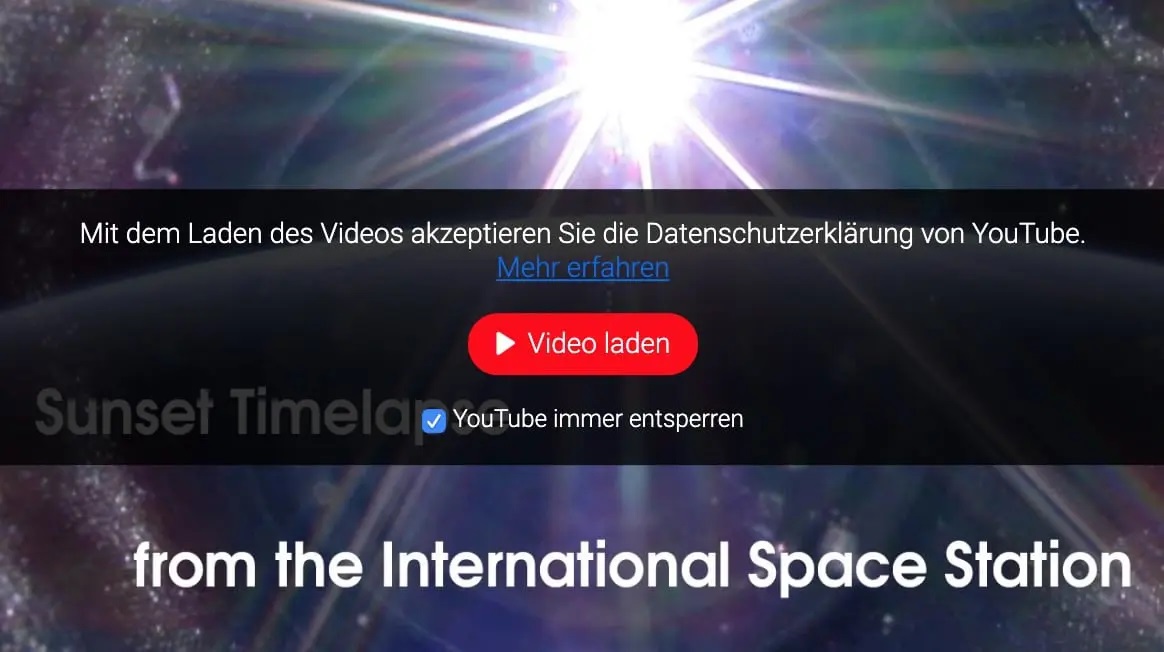 Mit dem Laden des Videos akzeptieren Sie die Datenschutzerklärung von YouTube.
Mehr erfahren
Video laden
Sunset Timelapse
YouTube immer entsperren
from the International Space Station